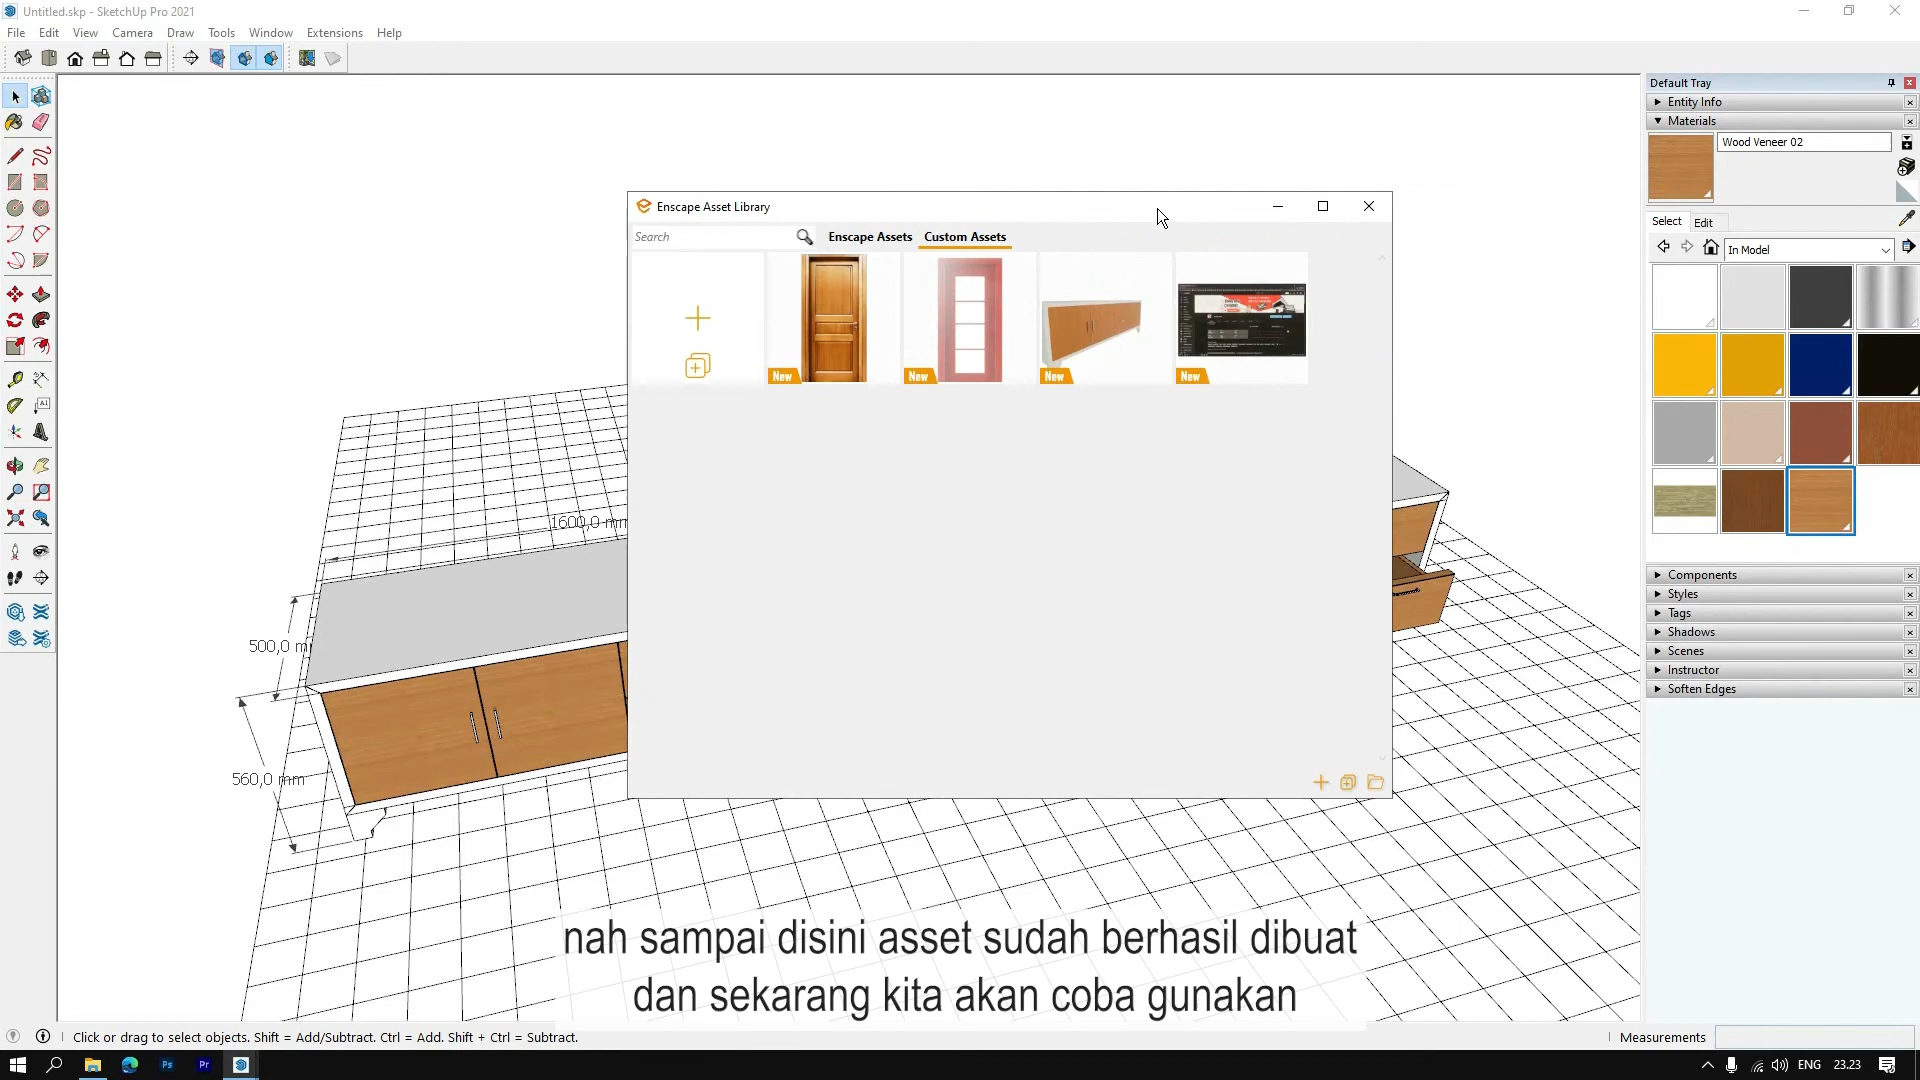 Untitled.skp - SketchUp Pro 2021
File Edit View Camera Draw Tools Window Extensions Help
Default Tray
Entity Info
Materials
Wood Veneer 02
Select Edit
In Model
Enscape Asset Library
Search
Enscape Assets Custom Assets
New New New New
1600,0 mm
500,0 m
560,0 mm
Components
Styles
Tags
Shadows
Scenes
Instructor
Soften Edges
nah sampai disini asset sudah berhasil dibuat
dan sekarang kita akan coba gunakan
Click or drag to select objects. Shift = Add/Subtract. Ctrl = Add. Shift + Ctrl = Subtract.
Measurements
Ps Pr
ENG 23.23